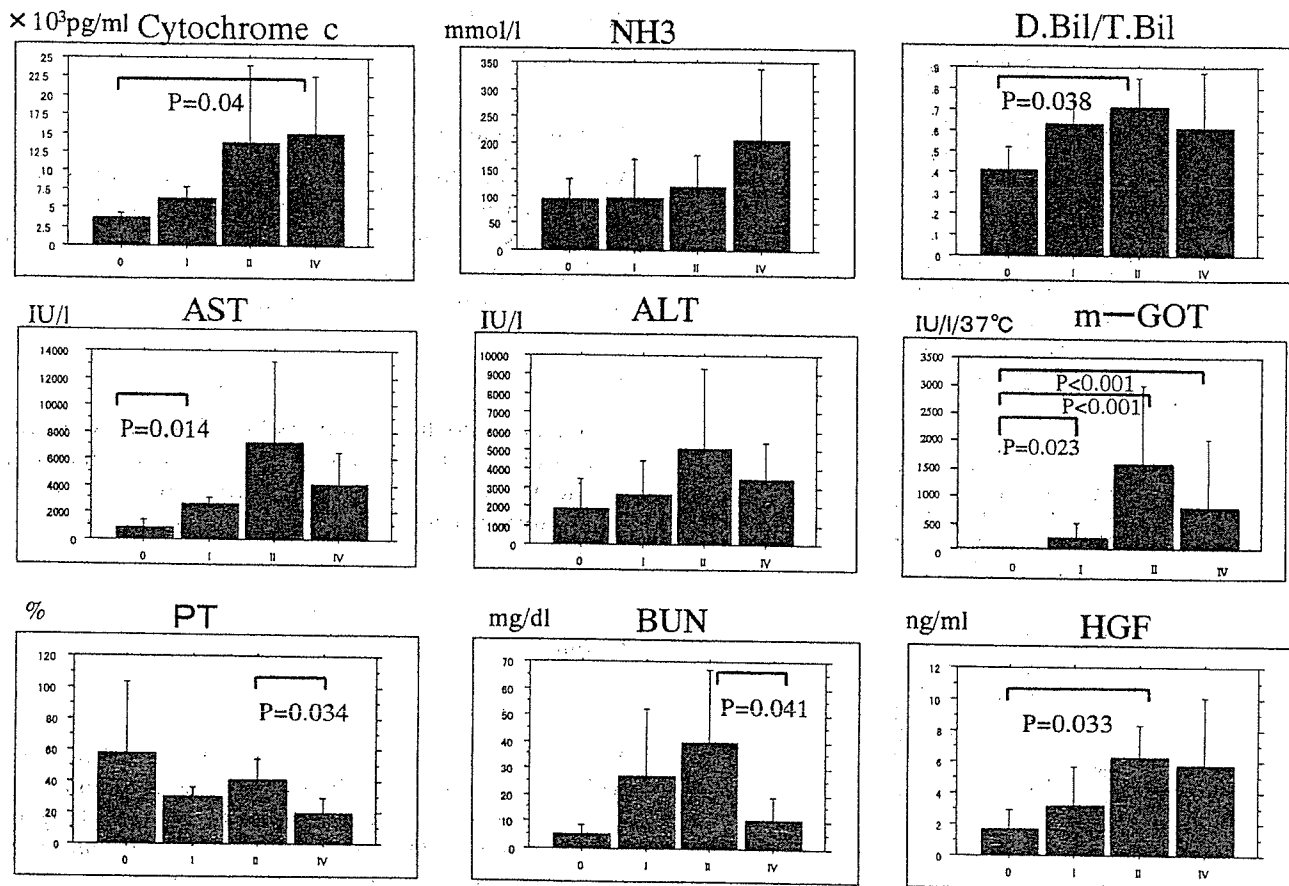 ×10³pg/ml Cytochrome c
25
22.5
20
17.5
15
12.5
10
7.5
5
2.5
0
P=0.04
0 I II IV
mmol/l NH3
350
300
250
200
150
100
50
0
0 I II IV
D.Bil/T.Bil
.9
.8
.7
.6
.5
.4
.3
.2
.1
0
P=0.038
0 I II IV
IU/l AST
14000
12000
10000
8000
6000
4000
2000
0
P=0.014
0 I II IV
IU/l ALT
10000
9000
8000
7000
6000
5000
4000
3000
2000
1000
0
0 I II IV
IU/l/37℃ m—GOT
3500
3000
2500
2000
1500
1000
500
0
P<0.001
P<0.001
P=0.023
0 I II IV
% PT
120
100
80
60
40
20
0
P=0.034
0 I II IV
mg/dl BUN
70
60
50
40
30
20
10
0
P=0.041
0 I II IV
ng/ml HGF
12
10
8
6
4
2
0
P=0.033
0 I II IV